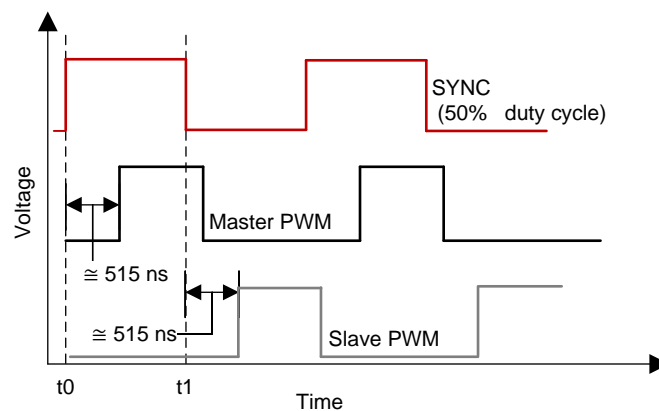 SYNC
(50% duty cycle)
Voltage
Master PWM
≅ 515 ns
≅ 515 ns
Slave PWM
t0
t1
Time